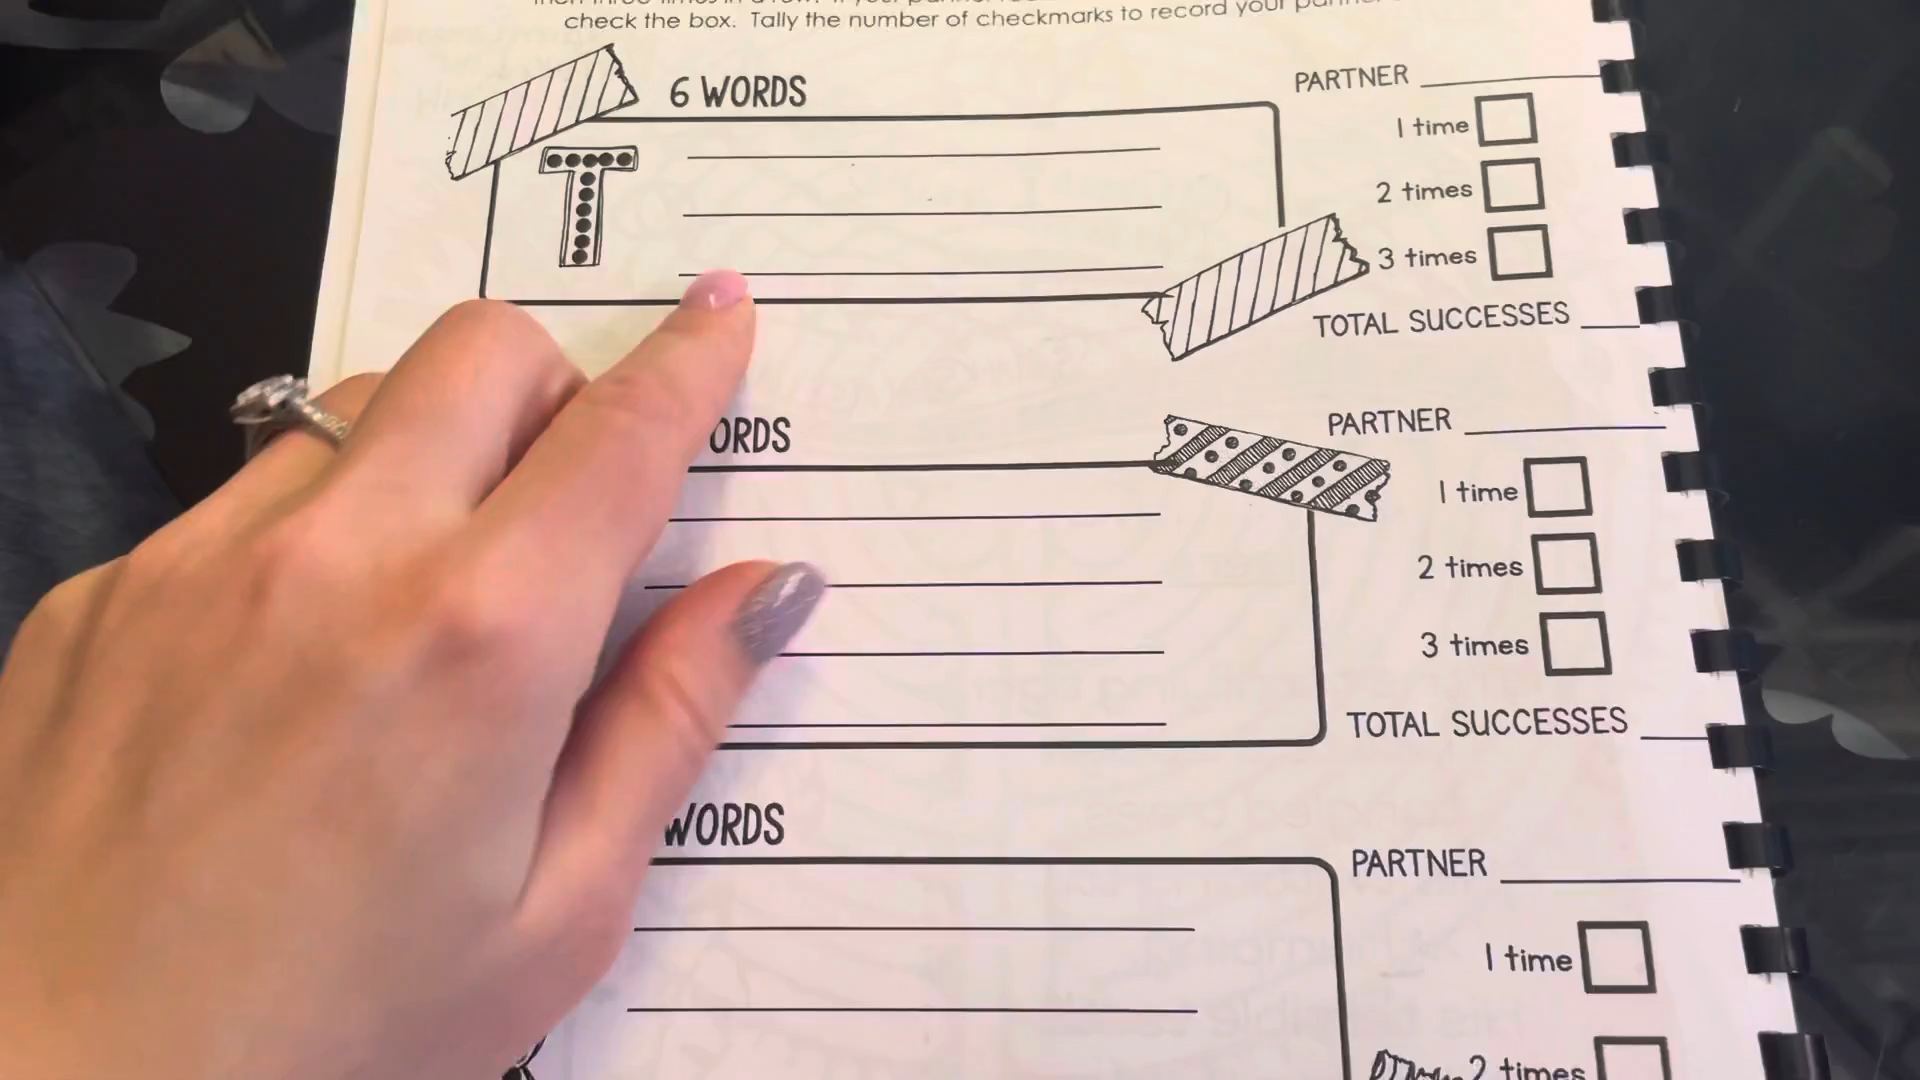 check the box. Tally the number of checkmarks to record your
6 WORDS
T
PARTNER
1 time
2 times
3 times
TOTAL SUCCESSES
ORDS
PARTNER
1 time
2 times
3 times
TOTAL SUCCESSES
WORDS
PARTNER
1 time
2 times